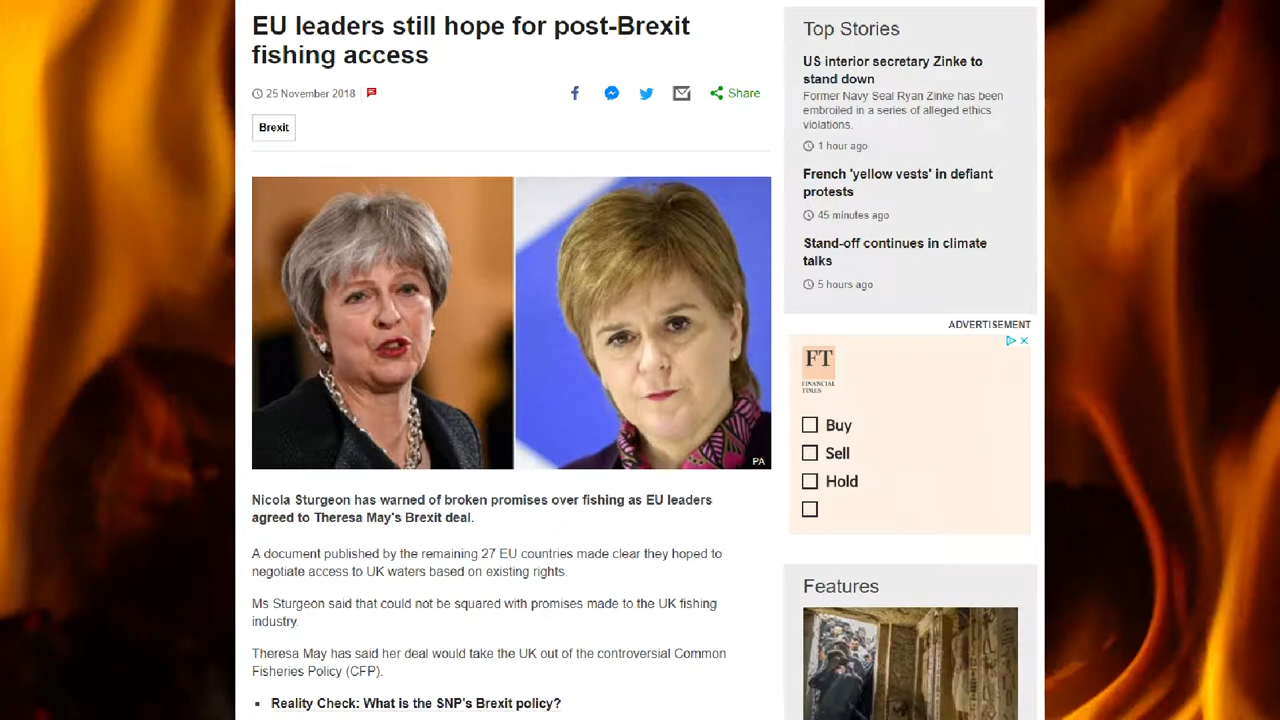 EU leaders still hope for post-Brexit
fishing access
25 November 2018
Share
Brexit
PA
Nicola Sturgeon has warned of broken promises over fishing as EU leaders
agreed to Theresa May's Brexit deal.
A document published by the remaining 27 EU countries made clear they hoped to
negotiate access to UK waters based on existing rights.
Ms Sturgeon said that could not be squared with promises made to the UK fishing
industry.
Theresa May has said her deal would take the UK out of the controversial Common
Fisheries Policy (CFP).
Reality Check: What is the SNP's Brexit policy?
Top Stories
US interior secretary Zinke to
stand down
Former Navy Seal Ryan Zinke has been
embroiled in a series of alleged ethics
violations.
1 hour ago
French 'yellow vests' in defiant
protests
45 minutes ago
Stand-off continues in climate
talks
5 hours ago
ADVERTISEMENT
FT
FINANCIAL
TIMES
Buy
Sell
Hold
Features